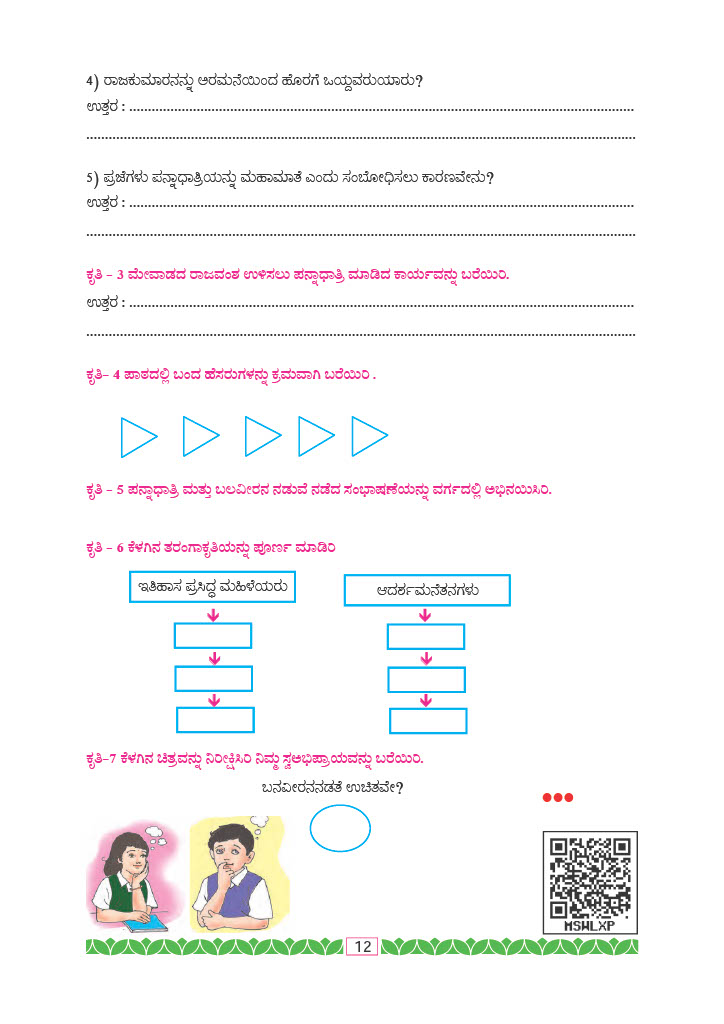 4) ರಾಜಕುಮಾರನನ್ನು ಅರಮನೆಯಿಂದ ಹೊರಗೆ ಒಯ್ದವರುಯಾರು?
ಉತ್ತರ : ........................................................................
........................................................................
5) ಪ್ರಜೆಗಳು ಪನ್ನಾಧಾತ್ರಿಯನ್ನು ಮಹಾಮಾತೆ ಎಂದು ಸಂಬೋಧಿಸಲು ಕಾರಣವೇನು?
ಉತ್ತರ : ........................................................................
........................................................................
ಕೃತಿ – 3 ಮೇವಾಡದ ರಾಜವಂಶ ಉಳಿಸಲು ಪನ್ನಾಧಾತ್ರಿ ಮಾಡಿದ ಕಾರ್ಯವನ್ನು ಬರೆಯಿರಿ.
ಉತ್ತರ : ........................................................................
........................................................................
ಕೃತಿ– 4 ಪಾಠದಲ್ಲಿ ಬಂದ ಹೆಸರುಗಳನ್ನು ಕ್ರಮವಾಗಿ ಬರೆಯಿರಿ .
ಕೃತಿ – 5 ಪನ್ನಾಧಾತ್ರಿ ಮತ್ತು ಬಲವೀರನ ನಡುವೆ ನಡೆದ ಸಂಭಾಷಣೆಯನ್ನು ವರ್ಗದಲ್ಲಿ ಅಭಿನಯಿಸಿರಿ.
ಕೃತಿ – 6 ಕೆಳಗಿನ ತರಂಗಾಕೃತಿಯನ್ನು ಪೂರ್ಣ ಮಾಡಿರಿ
ಇತಿಹಾಸ ಪ್ರಸಿದ್ಧ ಮಹಿಳೆಯರು
ಆದರ್ಶಮನೆತನಗಳು
ಕೃತಿ–7 ಕೆಳಗಿನ ಚಿತ್ರವನ್ನು ನಿರೀಕ್ಷಿಸಿರಿ ನಿಮ್ಮ ಸ್ವಅಭಿಪ್ರಾಯವನ್ನು ಬರೆಯಿರಿ.
ಬನವೀರನನಡತೆ ಉಚಿತವೇ?
MSWLXP
12